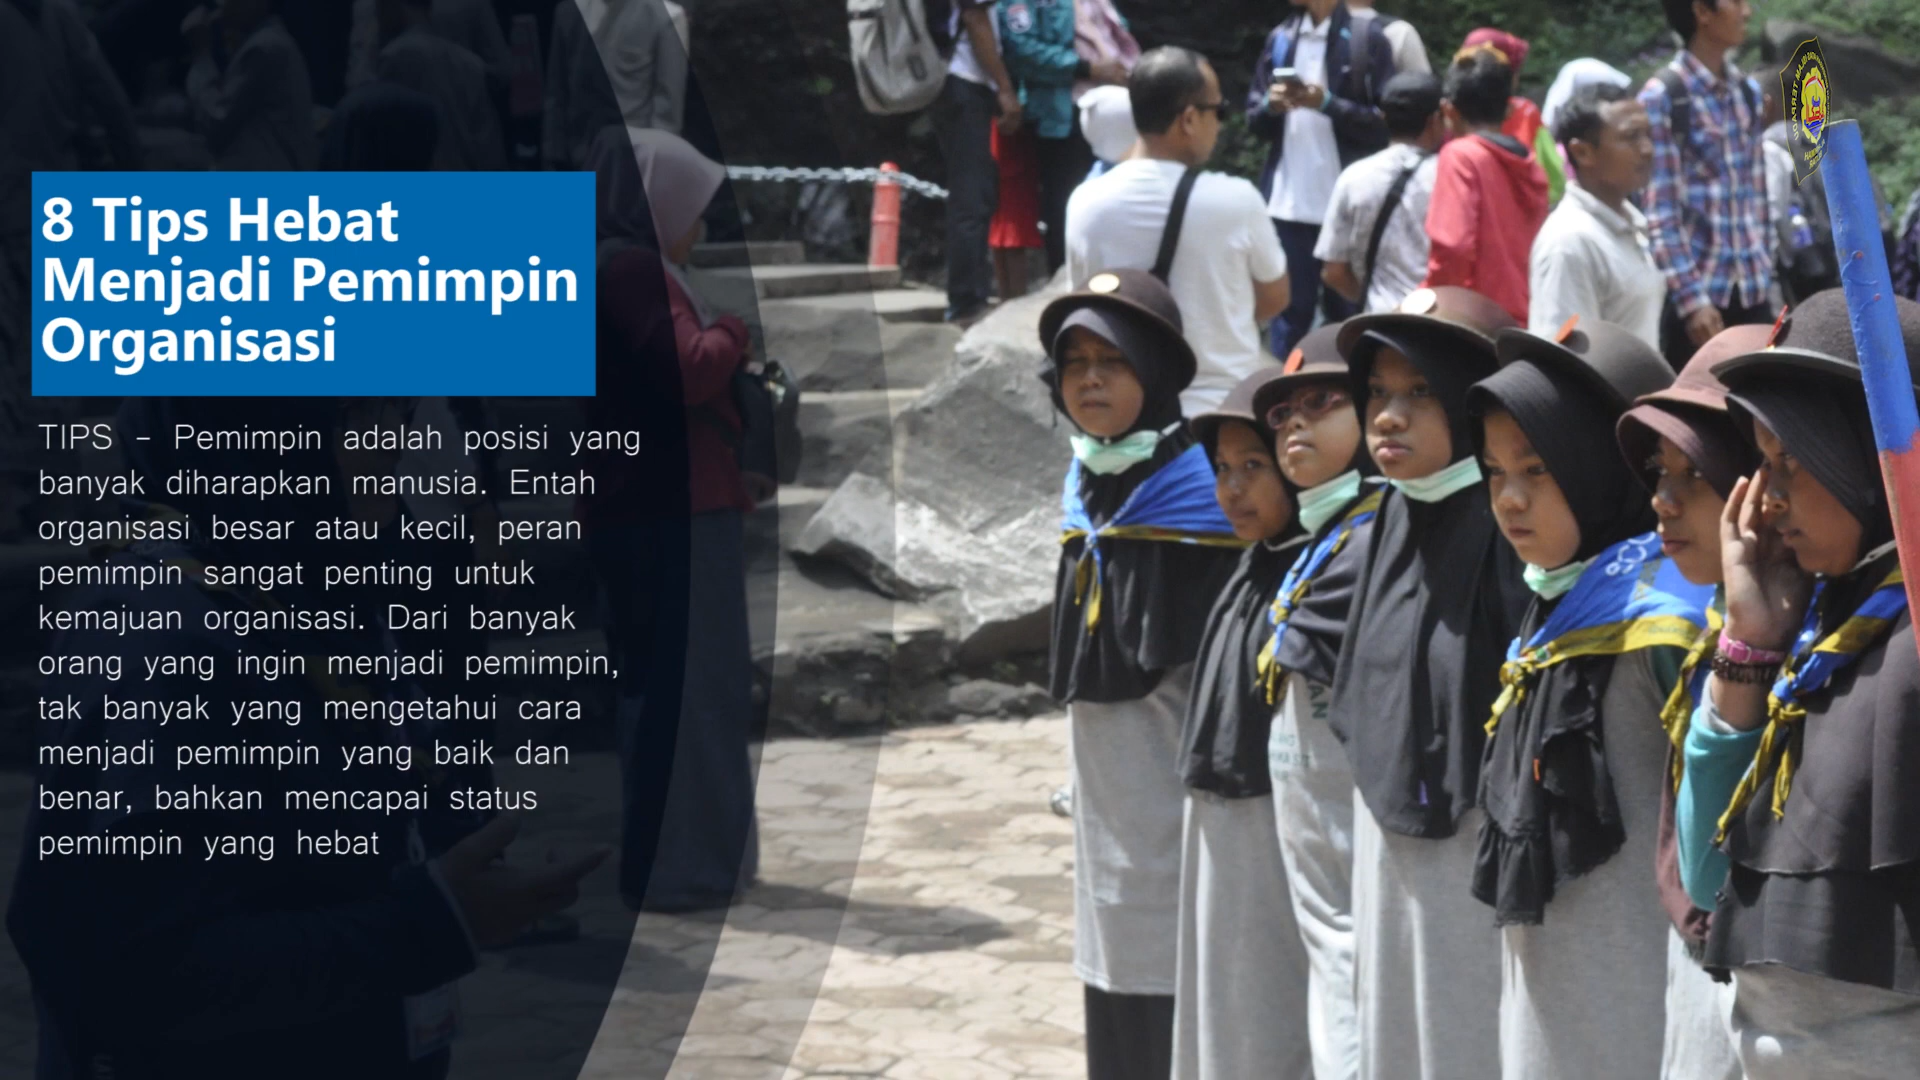 8 Tips Hebat
Menjadi Pemimpin
Organisasi
TIPS - Pemimpin adalah posisi yang
banyak diharapkan manusia. Entah
organisasi besar atau kecil, peran
pemimpin sangat penting untuk
kemajuan organisasi. Dari banyak
orang yang ingin menjadi pemimpin,
tak banyak yang mengetahui cara
menjadi pemimpin yang baik dan
benar, bahkan mencapai status
pemimpin yang hebat